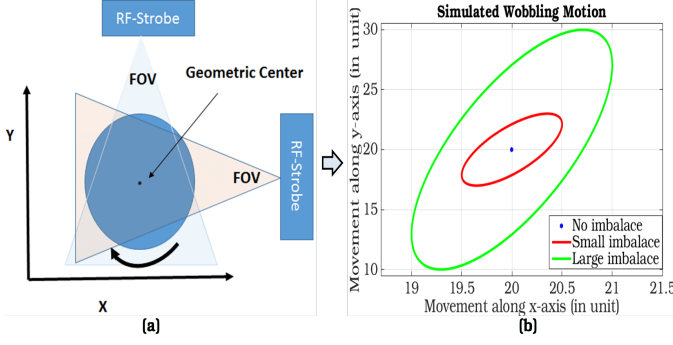 RF-Strobe
FOV
Geometric Center
Y
FOV
RF-Strobe
X
(a)
Simulated Wobbling Motion
Movement along y-axis (in unit)
30
25
20
15
10
No imbalace
Small imbalace
Large imbalace
19
19.5
20
20.5
21
21.5
Movement along x-axis (in unit)
(b)